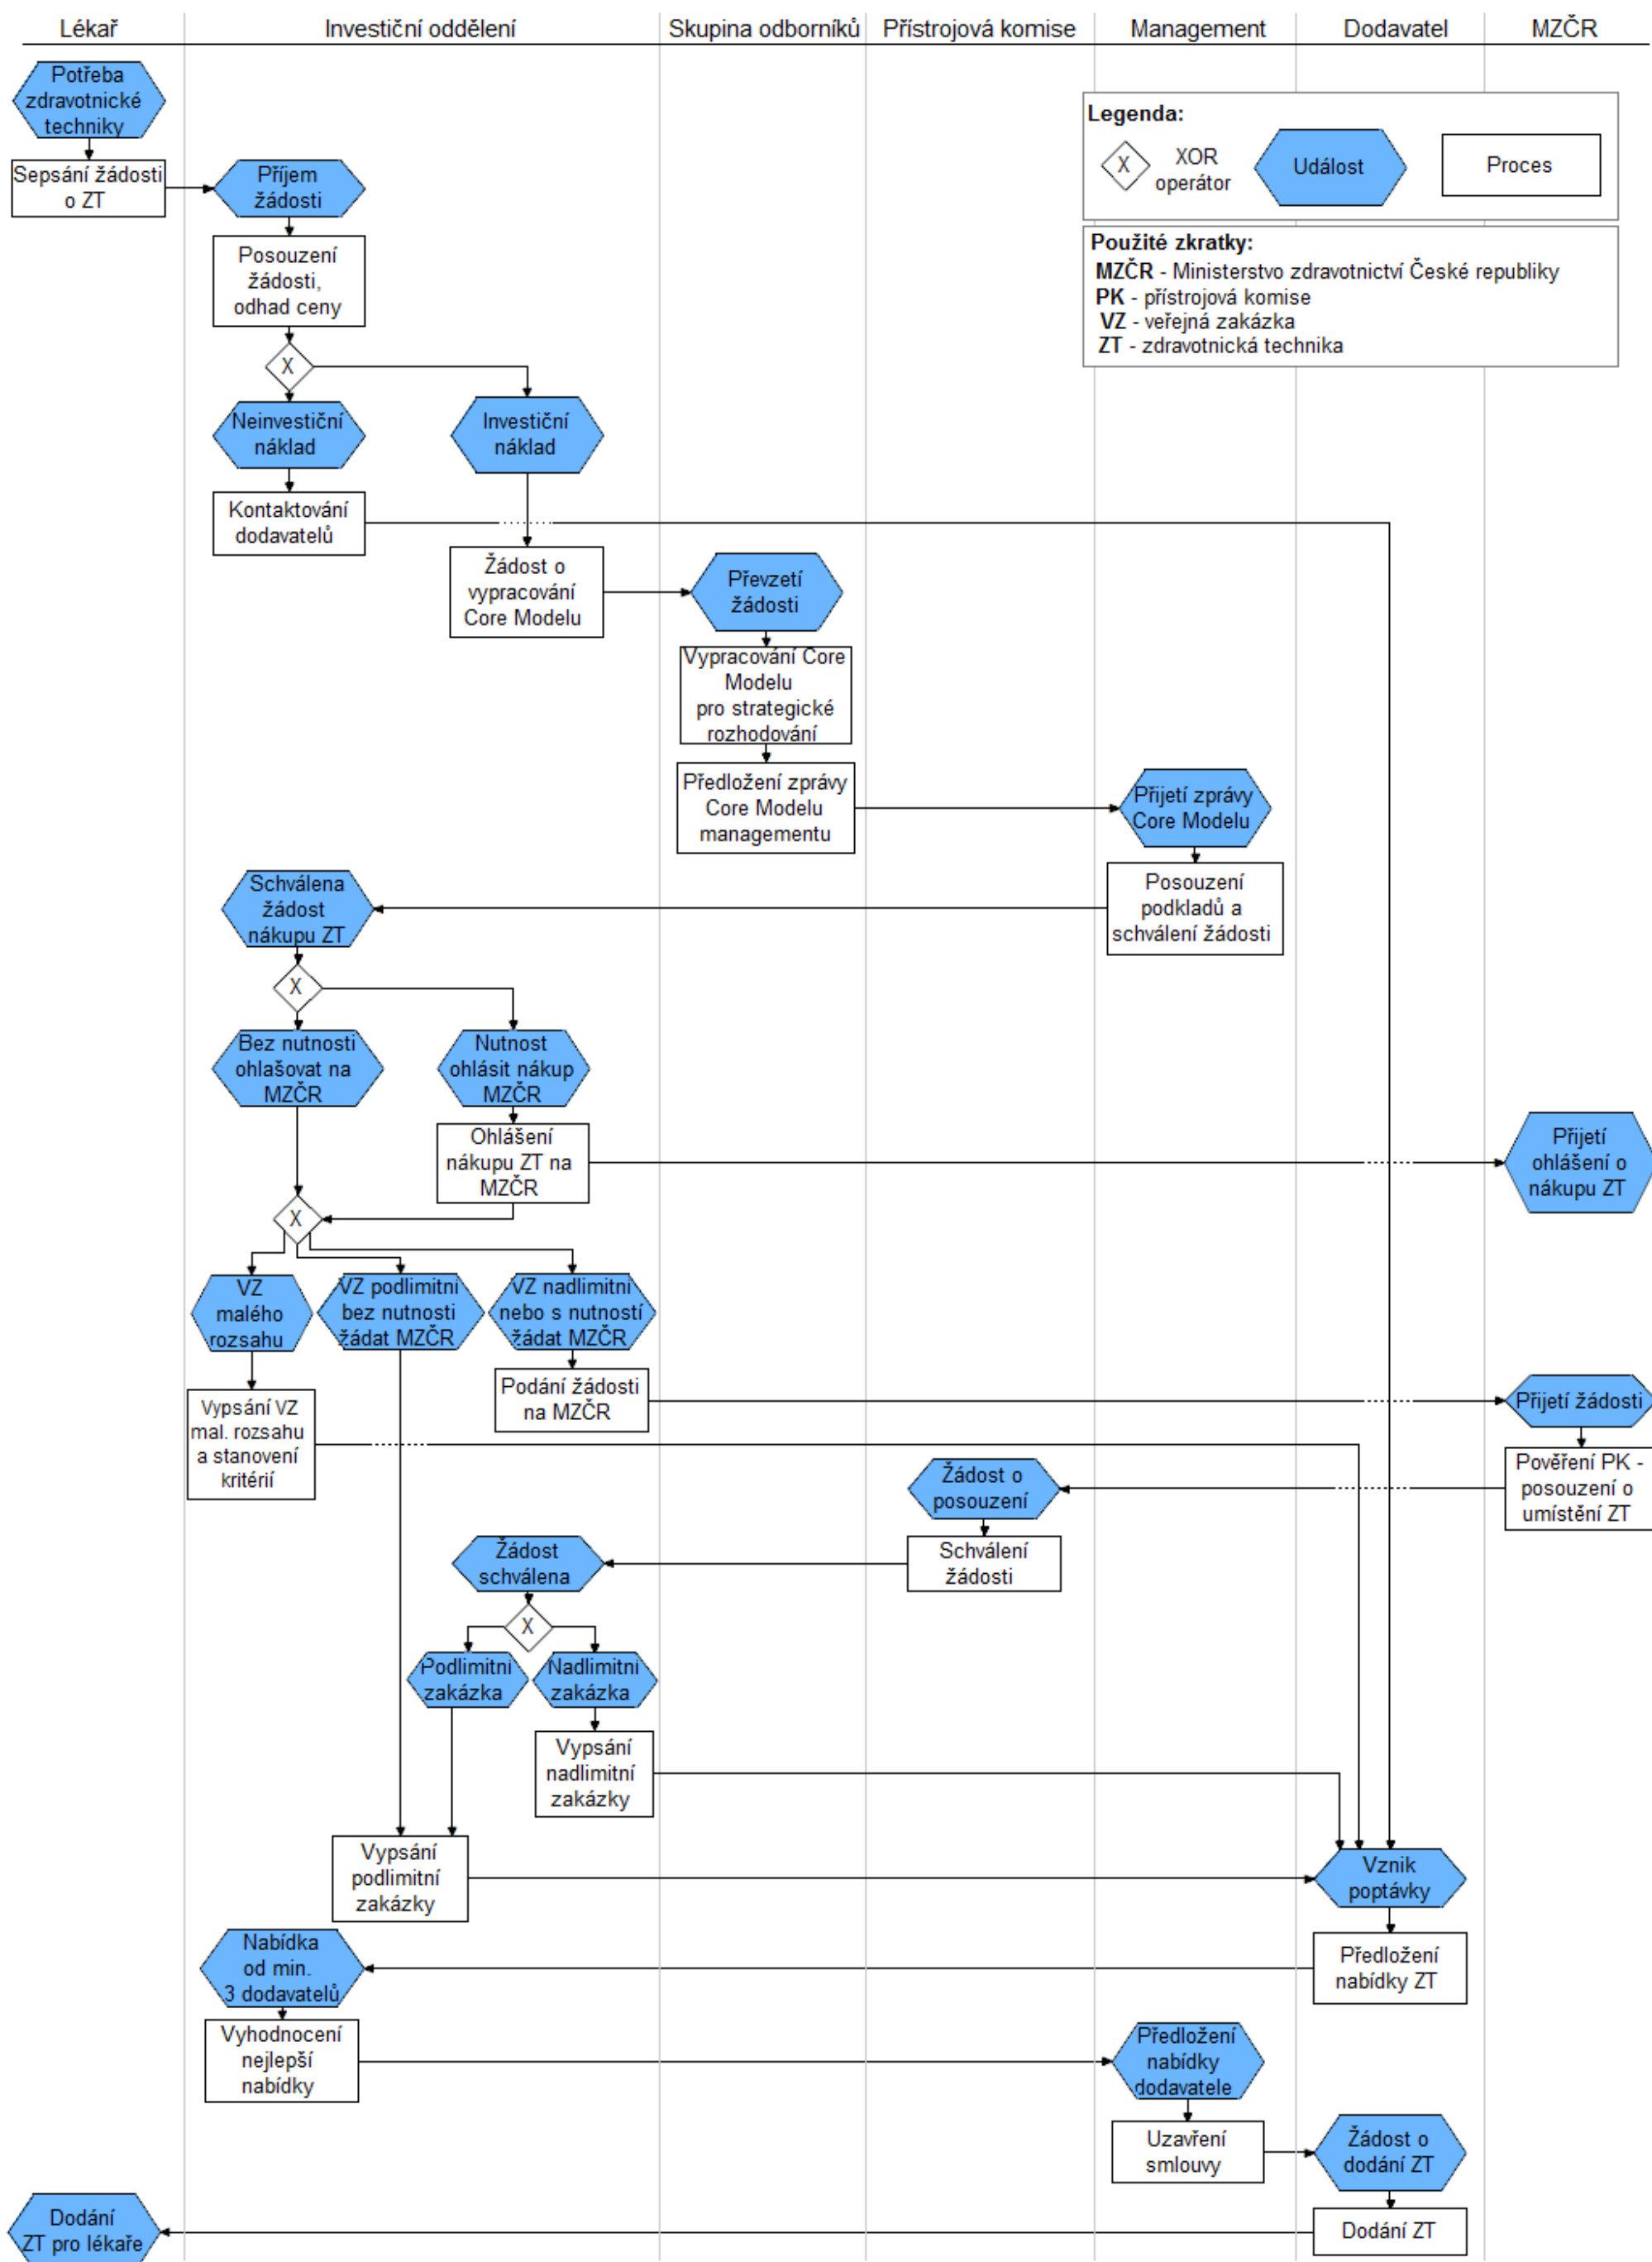 Lékař
Investiční oddělení
Skupina odborníků
Přístrojová komise
Management
Dodavatel
MZČR
Potřeba
zdravotnické
techniky
Legenda:
X
XOR
operátor
Událost
Proces
Sepsání žádosti
o ZT
Příjem
žádosti
Použité zkratky:
MZČR - Ministerstvo zdravotnictví České republiky
PK - přístrojová komise
VZ - veřejná zakázka
ZT - zdravotnická technika
Posouzení
žádosti,
odhad ceny
X
Neinvestiční
náklad
Investiční
náklad
Kontaktování
dodavatelů
Žádost o
vypracování
Core Modelu
Převzetí
žádosti
Vypracování Core
Modelu
pro strategické
rozhodování
Předložení zprávy
Core Modelu
managementu
Přijetí zprávy
Core Modelu
Posouzení
podkladů a
schválení žádosti
Schválena
žádost
nákupu ZT
X
Bez nutnosti
ohlašovat na
MZČR
Nutnost
ohlásit nákup
MZČR
Ohlášení
nákupu ZT na
MZČR
Přijetí
ohlášení o
nákupu ZT
X
VZ
malého
rozsahu
VZ podlimitni
bez nutnosti
žádat MZČR
VZ nadlimitni
nebo s nutností
žádat MZČR
Podání žádosti
na MZČR
Přijetí žádosti
Vypsání VZ
mal. rozsahu
a stanovení
kritérií
Pověření PK -
posouzení o
umístění ZT
Žádost o
posouzení
Schválení
žádosti
Žádost
schválena
X
Podlimitni
zakázka
Nadlimitni
zakázka
Vypsání
nadlimitní
zakázky
Vypsání
podlimitní
zakázky
Vznik
poptávky
Předložení
nabídky ZT
Nabídka
od min.
3 dodavatelů
Vyhodnocení
nejlepší
nabídky
Předložení
nabídky
dodavatele
Uzavření
smlouvy
Žádost o
dodání ZT
Dodání ZT
Dodání
ZT pro lékaře